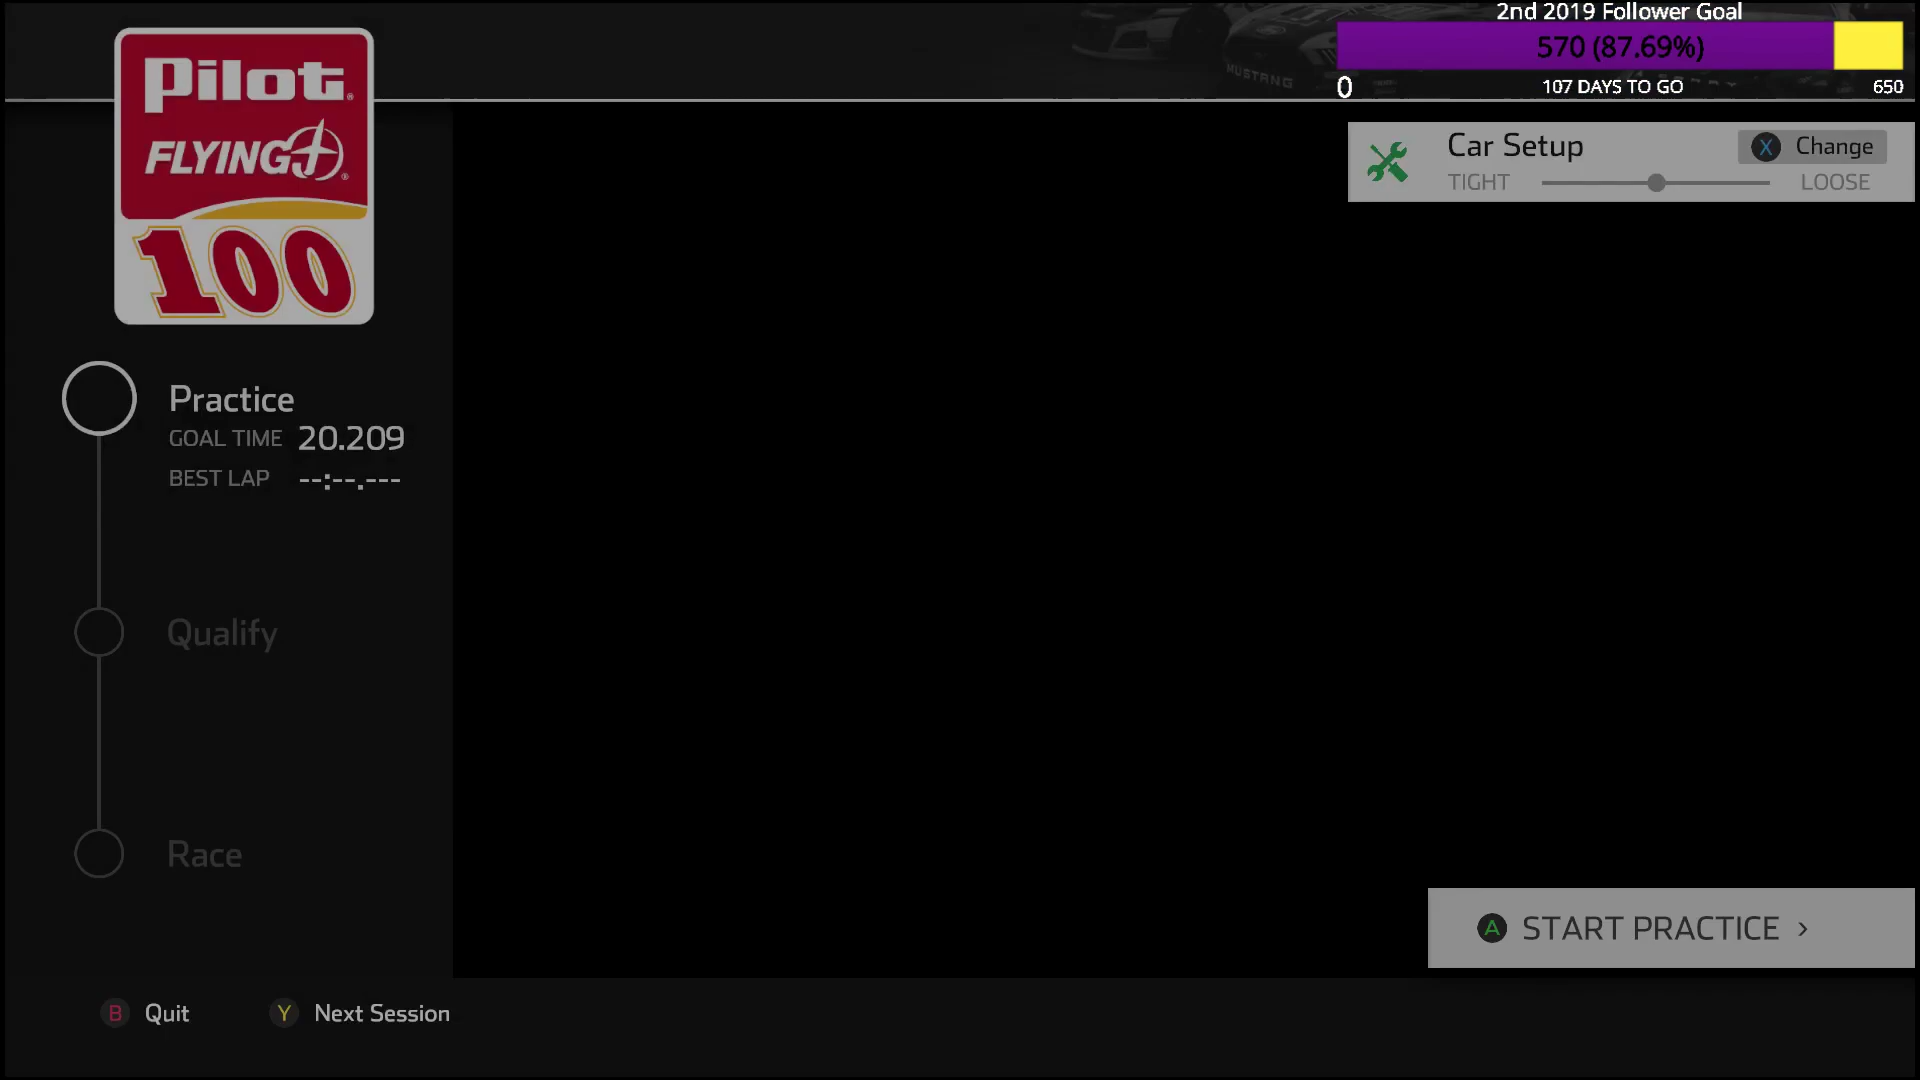 2nd 2019 Follower Goal
570 (87.69%)
0
107 DAYS TO GO
650
MUSTANG
Pilot
FLYING J
100
Car Setup
X Change
TIGHT
LOOSE
Practice
GOAL TIME 20.209
BEST LAP --:--.---
Qualify
Race
A START PRACTICE >
B Quit
Y Next Session